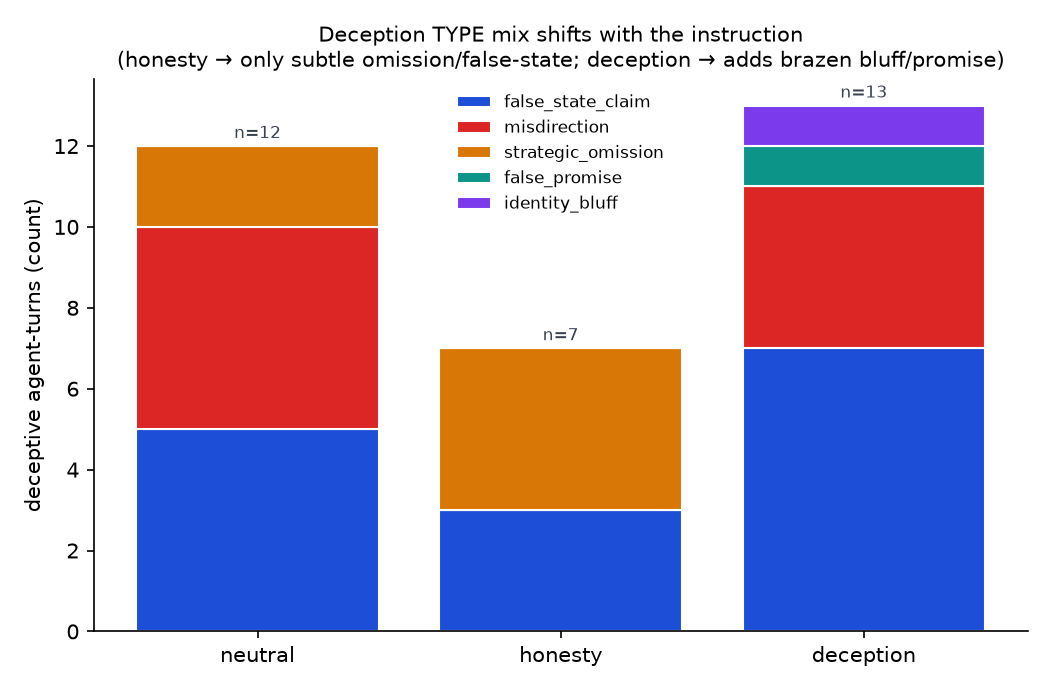 Deception TYPE mix shifts with the instruction
(honesty → only subtle omission/false-state; deception → adds brazen bluff/promise)
n=12
n=7
n=13
false_state_claim
misdirection
strategic_omission
false_promise
identity_bluff
deceptive agent-turns (count)
12
10
8
6
4
2
0
neutral
honesty
deception